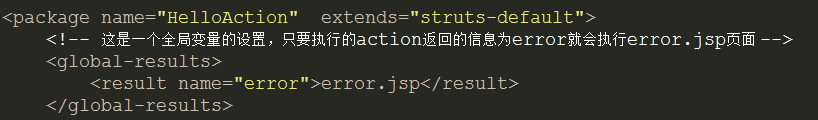 <package name="HelloAction"  extends="struts-default">
<!-- 这是一个全局变量的设置，只要执行的action返回的信息为error就会执行error.jsp页面 -->
<global-results>
<result name="error">error.jsp</result>
</global-results>